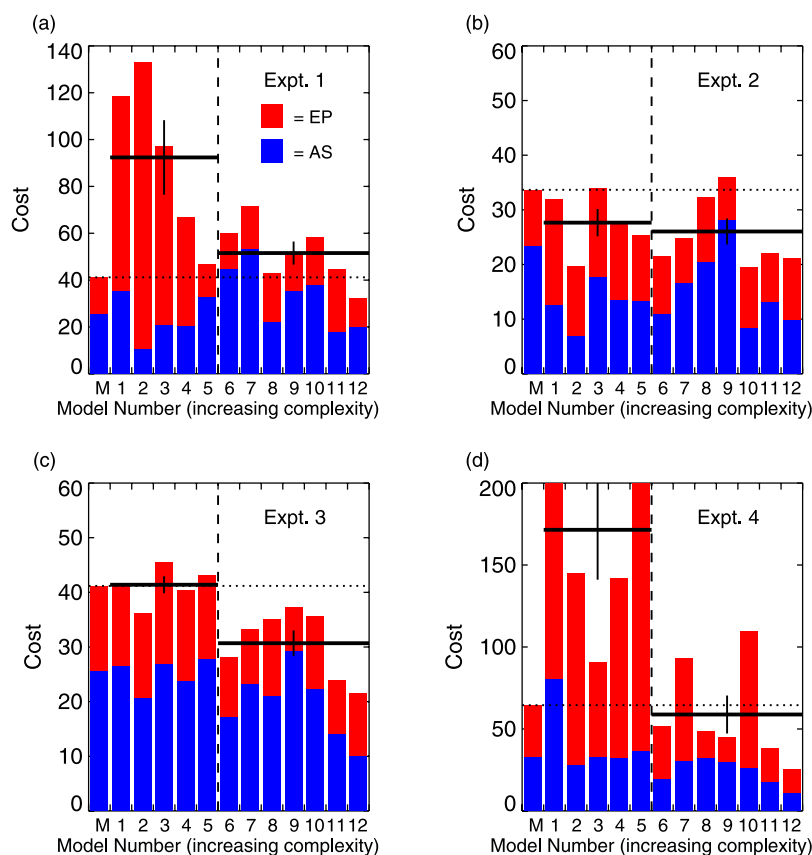 (a)
Expt. 1
= EP
= AS
Cost
140
120
100
80
60
40
20
0
M 1 2 3 4 5 6 7 8 9 10 11 12
Model Number (increasing complexity)
(b)
Expt. 2
Cost
60
50
40
30
20
10
0
M 1 2 3 4 5 6 7 8 9 10 11 12
Model Number (increasing complexity)
(c)
Expt. 3
Cost
60
50
40
30
20
10
0
M 1 2 3 4 5 6 7 8 9 10 11 12
Model Number (increasing complexity)
(d)
Expt. 4
Cost
200
150
100
50
0
M 1 2 3 4 5 6 7 8 9 10 11 12
Model Number (increasing complexity)